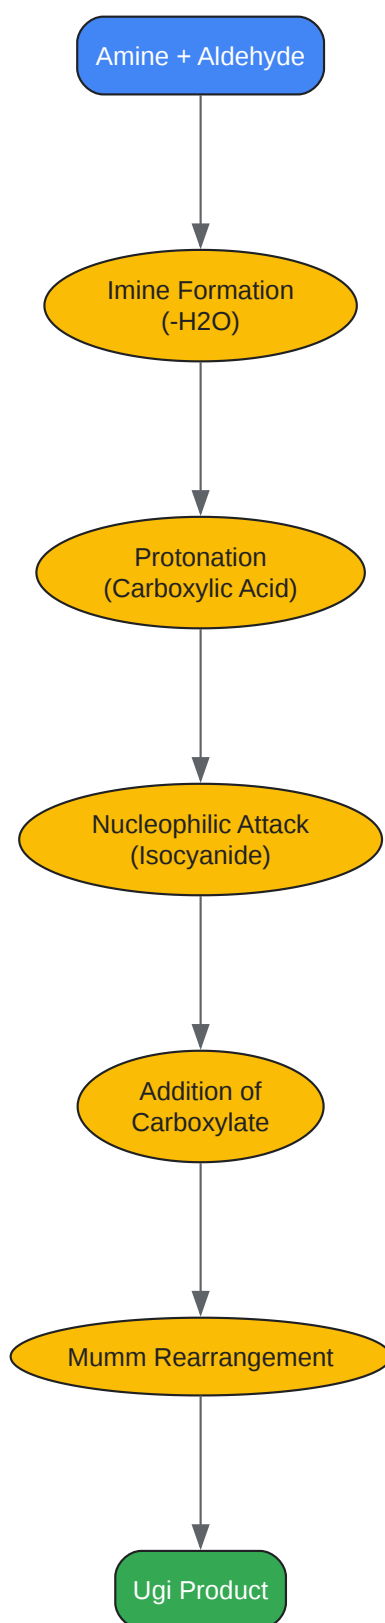 Amine + Aldehyde
Imine Formation
(-H2O)
Protonation
(Carboxylic Acid)
Nucleophilic Attack
(Isocyanide)
Addition of
Carboxylate
Mumm Rearrangement
Ugi Product